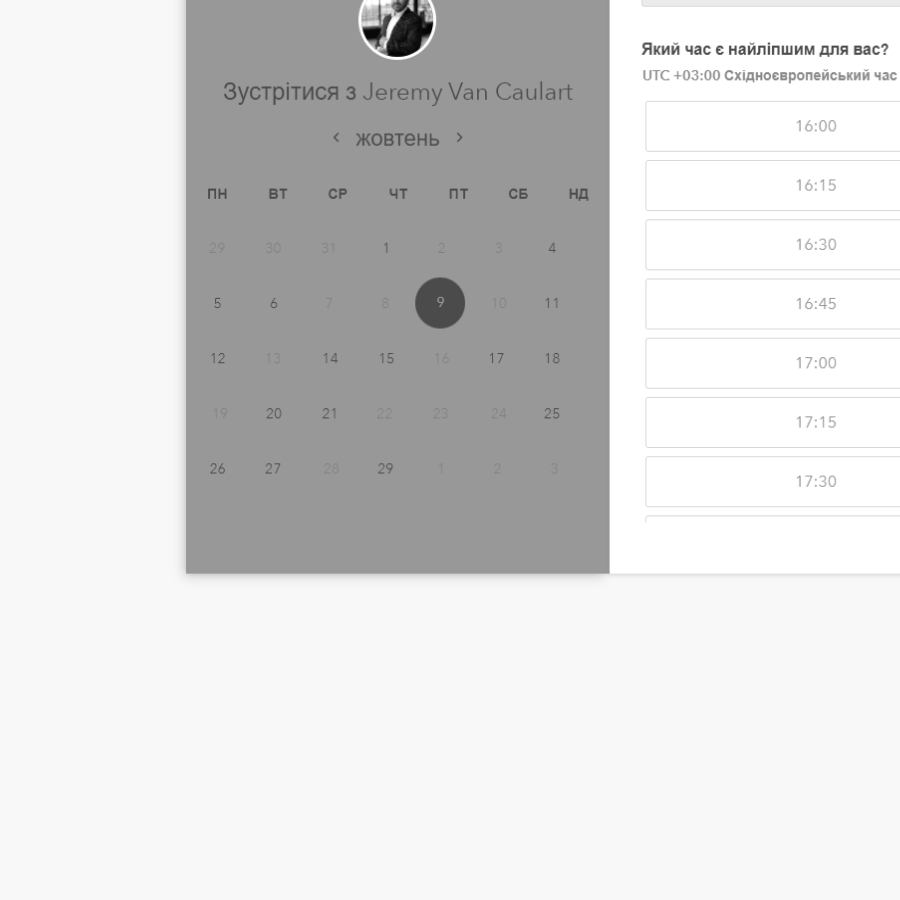 Зустрітися з Jeremy Van Caulart
жовтень
ПН ВТ СР ЧТ ПТ СБ НД
29 30 31 1 2 3 4
5 6 7 8 9 10 11
12 13 14 15 16 17 18
19 20 21 22 23 24 25
26 27 28 29 1 2 3
Який час є найліпшим для вас?
UTC +03:00 Східноєвропейський час
16:00
16:15
16:30
16:45
17:00
17:15
17:30